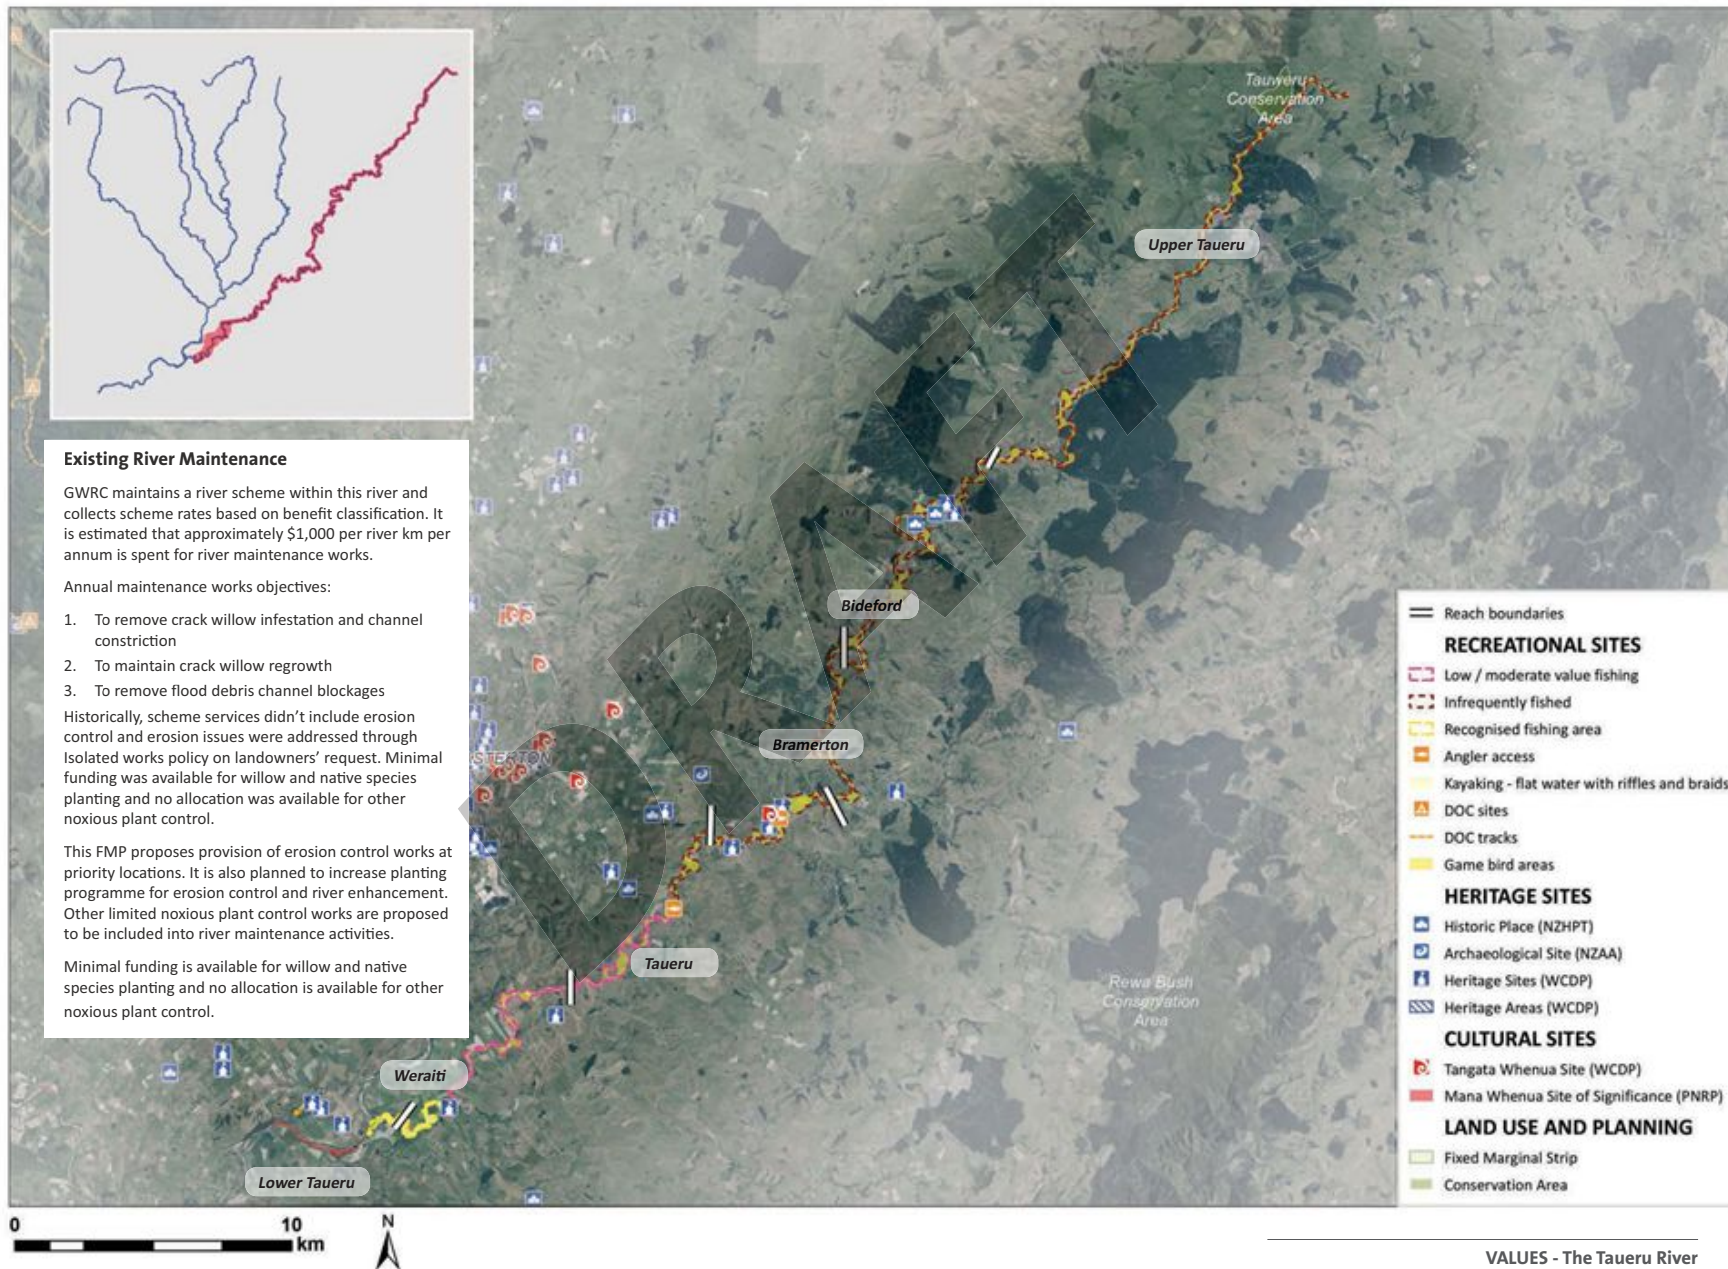 Tauweru
Conservation
Area
Upper Taueru
Existing River Maintenance
GWRC maintains a river scheme within this river and
collects scheme rates based on benefit classification. It
is estimated that approximately $1,000 per river km per
annum is spent for river maintenance works.
Annual maintenance works objectives:
1. To remove crack willow infestation and channel
constriction
2. To maintain crack willow regrowth
3. To remove flood debris channel blockages
Historically, scheme services didn't include erosion
control and erosion issues were addressed through
Isolated works policy on landowners' request. Minimal
funding was available for willow and native species
planting and no allocation was available for other
noxious plant control.
This FMP proposes provision of erosion control works at
priority locations. It is also planned to increase planting
programme for erosion control and river enhancement.
Other limited noxious plant control works are proposed
to be included into river maintenance activities.
Minimal funding is available for willow and native
species planting and no allocation is available for other
noxious plant control.
DRAFT
Bideford
Bramerton
STERTON
Taueru
Rewa Bush
Conservation
Area
Weraiti
Lower Taueru
Reach boundaries
RECREATIONAL SITES
Low / moderate value fishing
Infrequently fished
Recognised fishing area
Angler access
Kayaking - flat water with riffles and braids
DOC sites
DOC tracks
Game bird areas
HERITAGE SITES
Historic Place (NZHPT)
Archaeological Site (NZAA)
Heritage Sites (WCDP)
Heritage Areas (WCDP)
CULTURAL SITES
Tangata Whenua Site (WCDP)
Mana Whenua Site of Significance (PNRP)
LAND USE AND PLANNING
Fixed Marginal Strip
Conservation Area
0 10
km
N
VALUES - The Taueru River